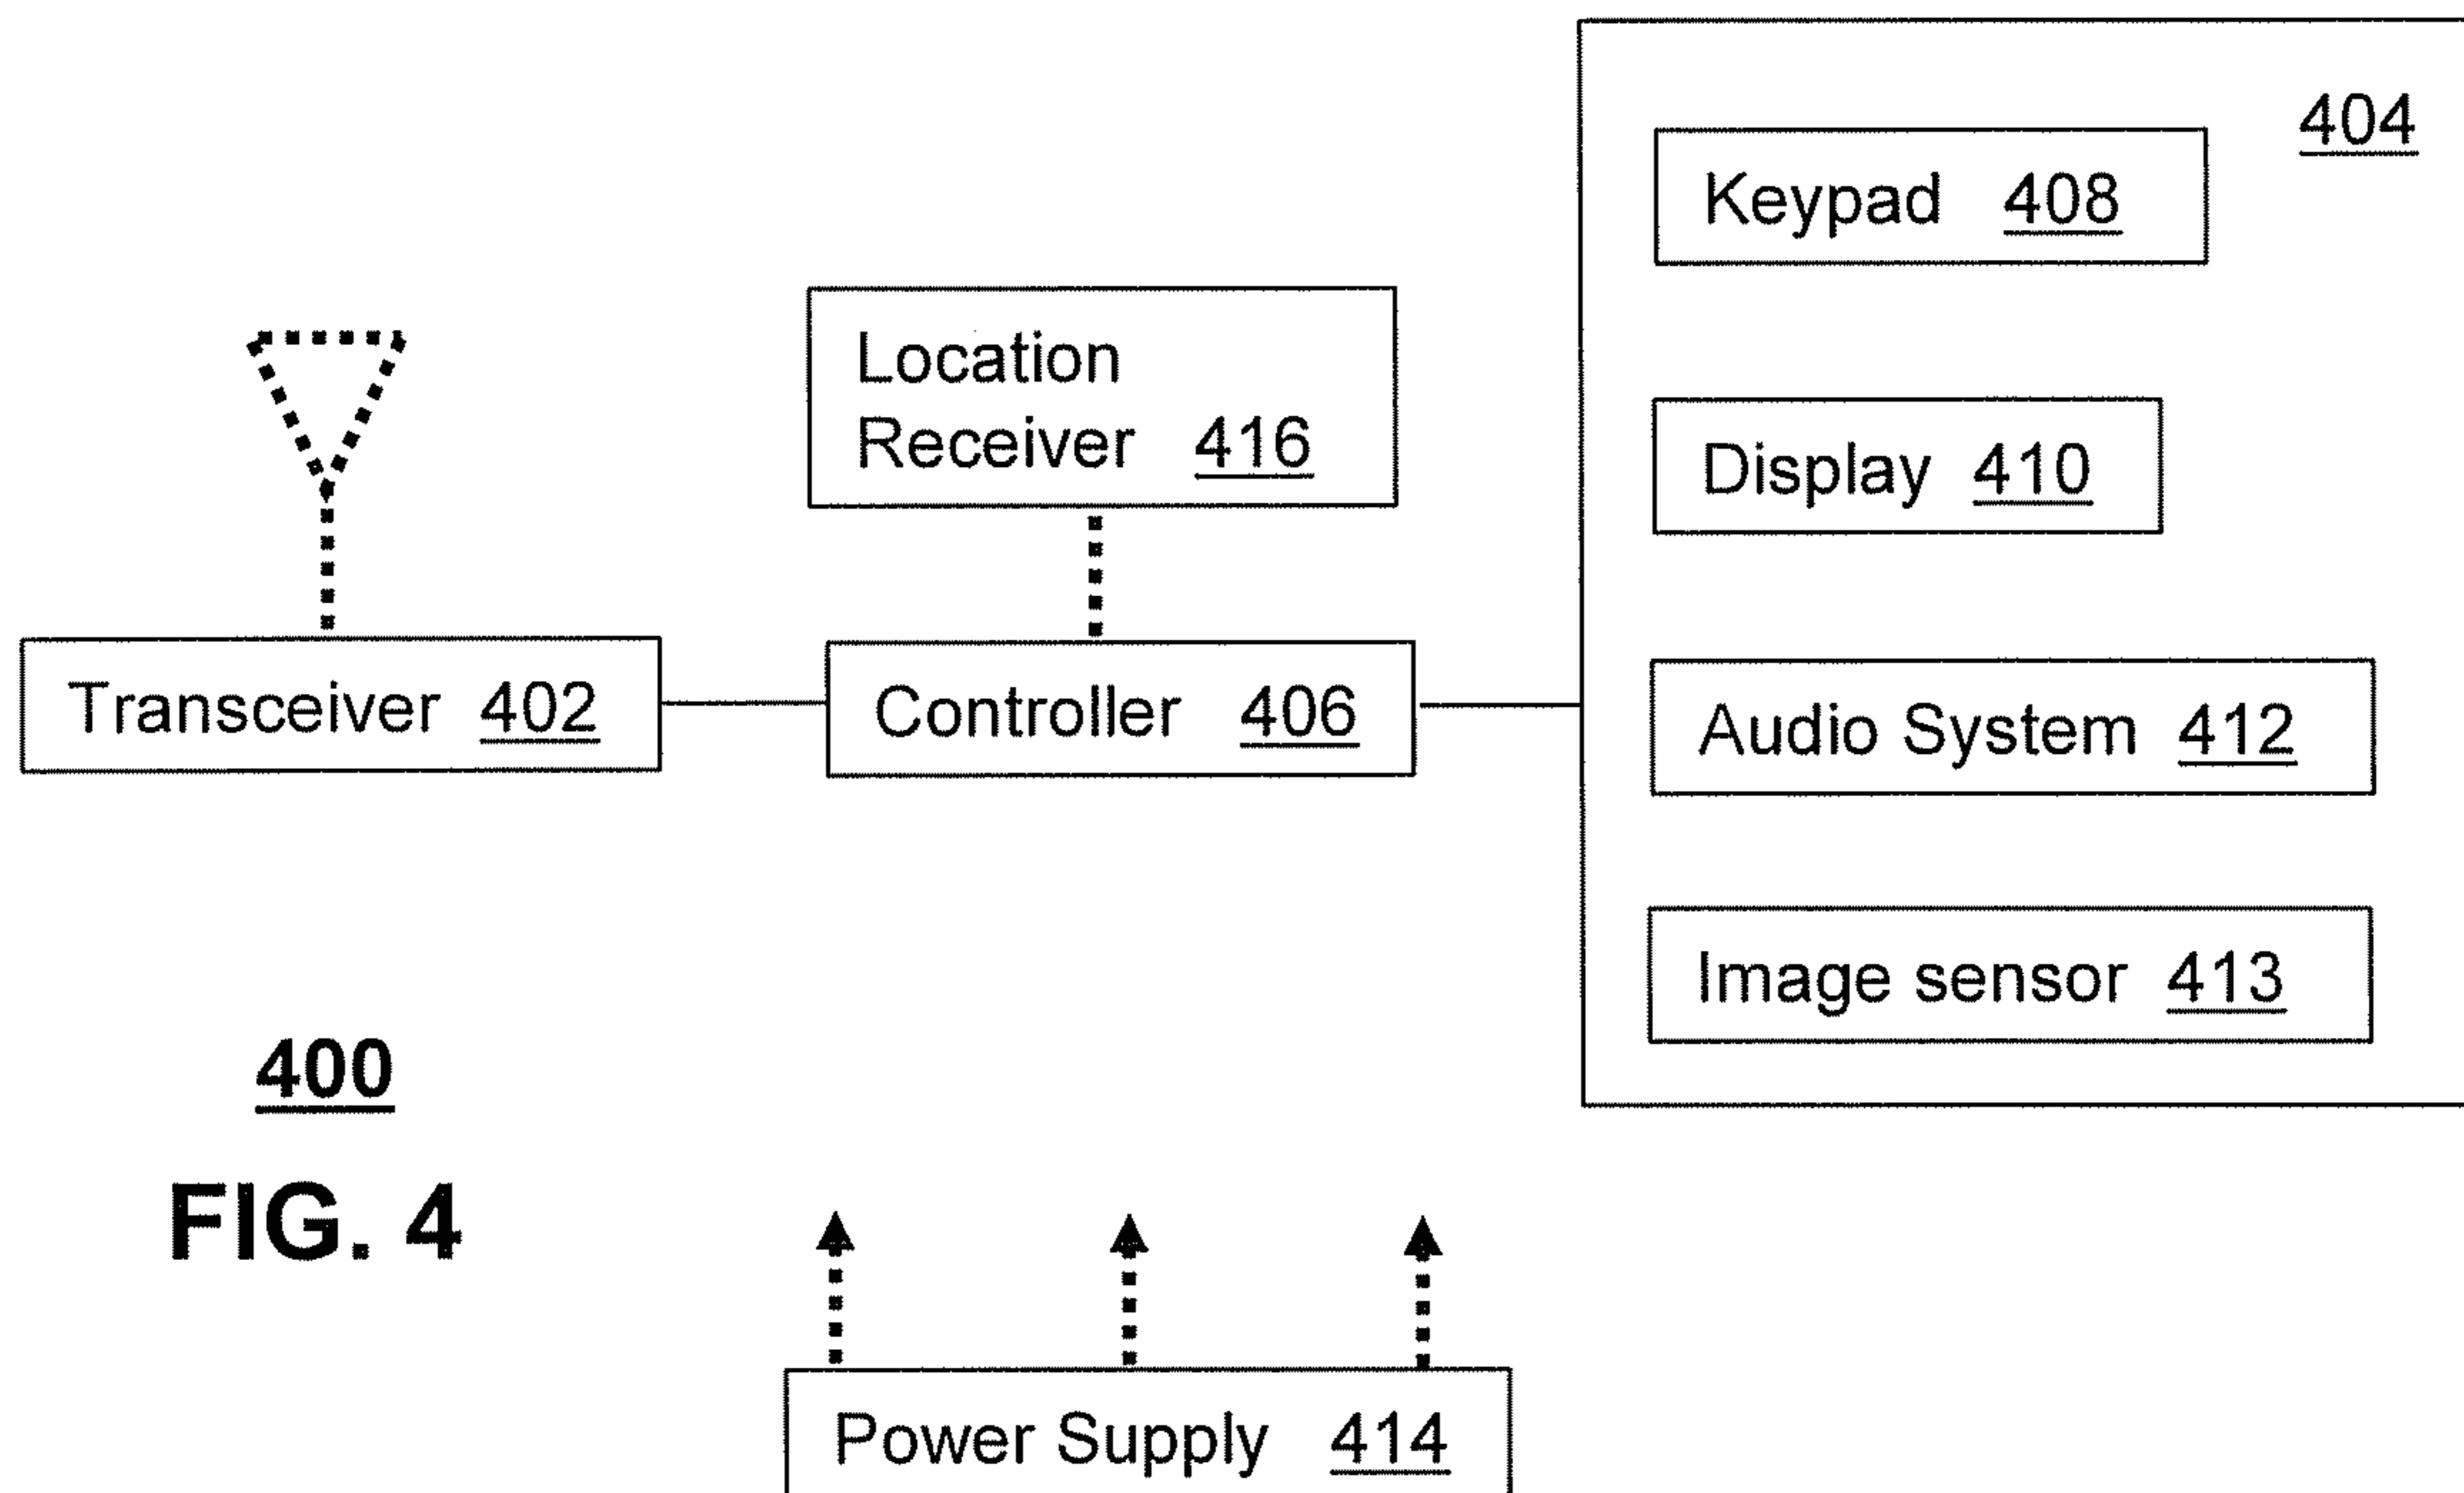 404
Keypad 408
Location
Receiver 416
Display 410
Transceiver 402
Controller 406
Audio System 412
Image sensor 413
400
FIG. 4
Power Supply 414